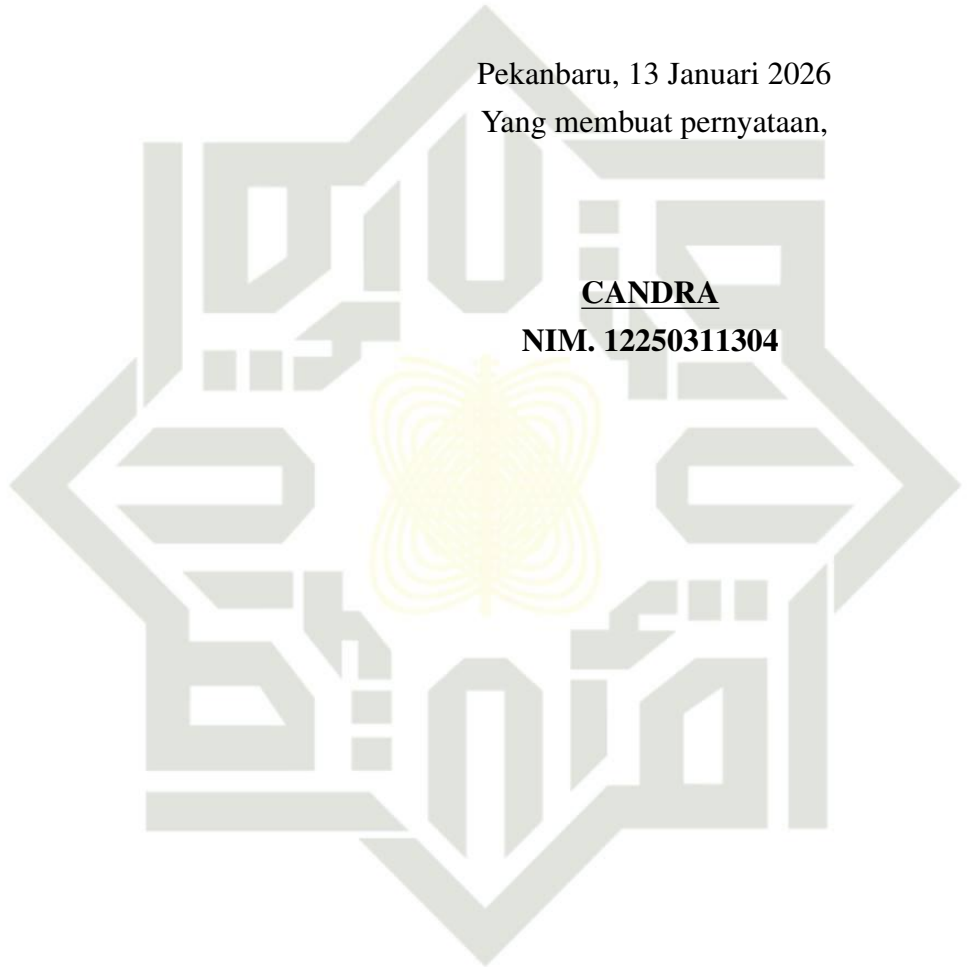 Pekanbaru, 13 Januari 2026
Yang membuat pernyataan,
CANDRA
NIM. 12250311304